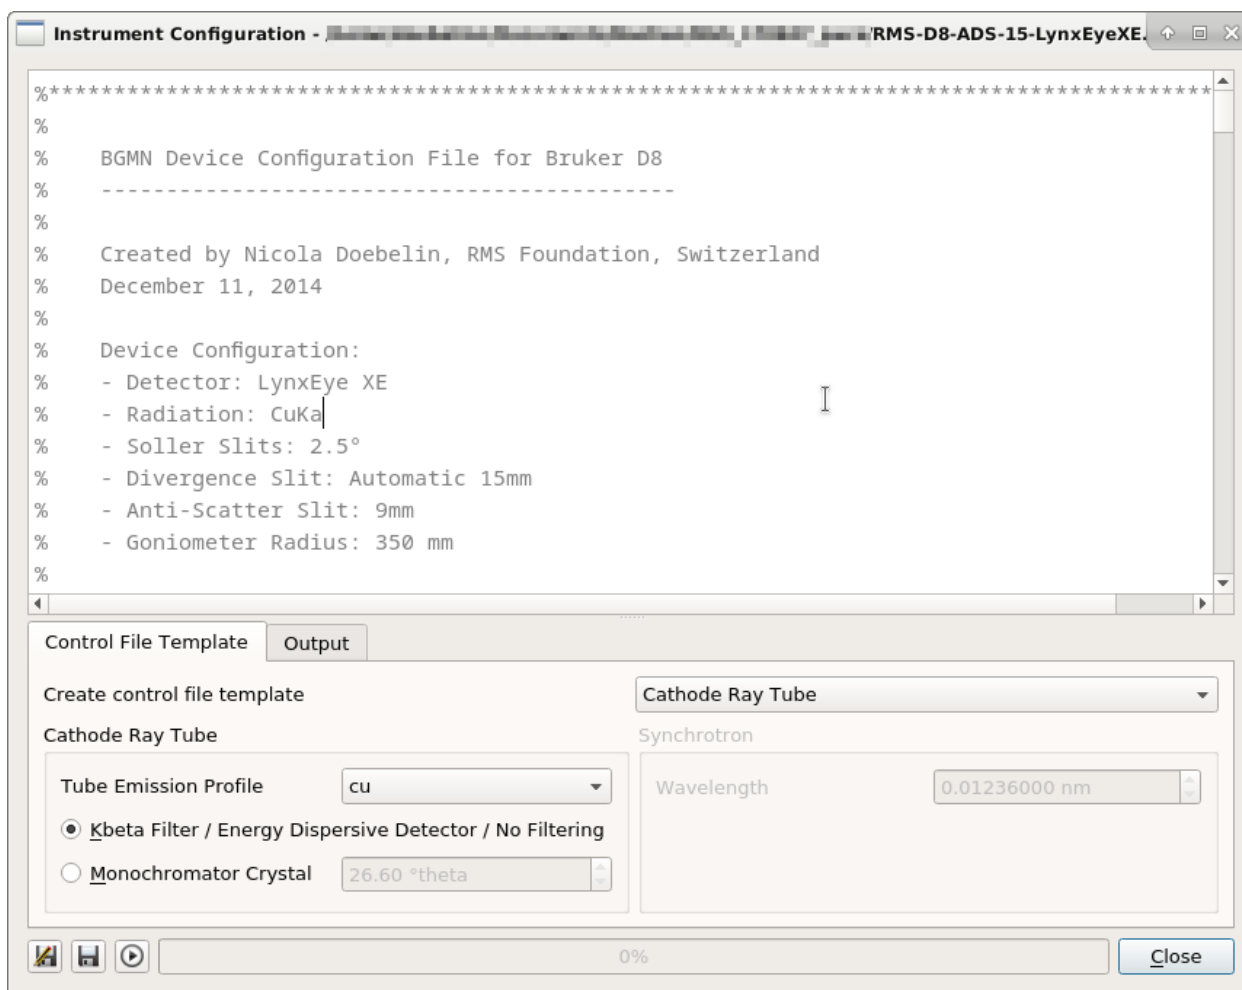 Instrument Configuration - /RMS-D8-ADS-15-LynxEyeXE.
%*****************************************************************************************
%
% BGMN Device Configuration File for Bruker D8
% --------------------------------------------
%
% Created by Nicola Doebelin, RMS Foundation, Switzerland
% December 11, 2014
%
% Device Configuration:
% - Detector: LynxEye XE
% - Radiation: CuKa
% - Soller Slits: 2.5°
% - Divergence Slit: Automatic 15mm
% - Anti-Scatter Slit: 9mm
% - Goniometer Radius: 350 mm
%
Control File Template Output
Create control file template Cathode Ray Tube
Cathode Ray Tube Synchrotron
Tube Emission Profile cu Wavelength 0.01236000 nm
Kbeta Filter / Energy Dispersive Detector / No Filtering
Monochromator Crystal 26.60 °theta
0% Close